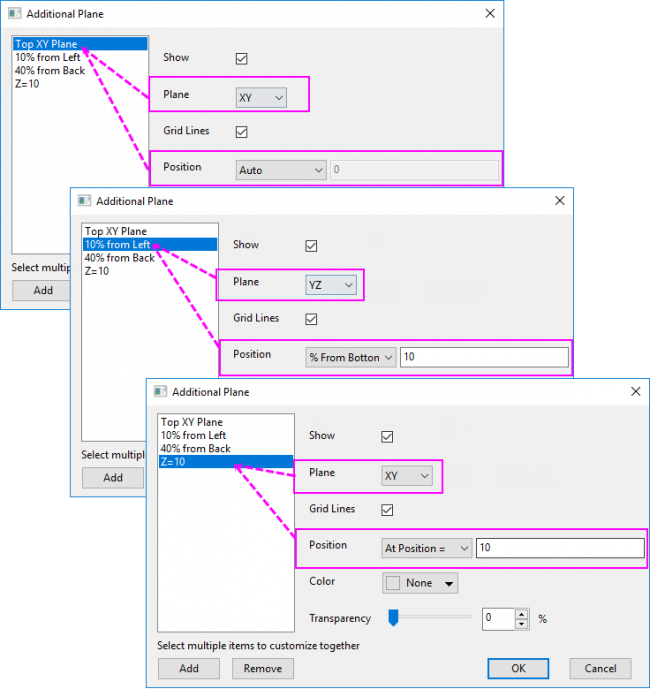 Additional Plane
Top XY Plane
10% from Left
40% from Back
Z=10
Show
Plane XY
Grid Lines
Position Auto 0
Select multip
Add
Additional Plane
Top XY Plane
10% from Left
40% from Back
Z=10
Show
Plane YZ
Grid Lines
Position % From Botton 10
Select multiple
Add
Additional Plane
Top XY Plane
10% from Left
40% from Back
Z=10
Show
Plane XY
Grid Lines
Position At Position = 10
Color None
Transparency 0 %
Select multiple items to customize together
Add Remove OK Cancel